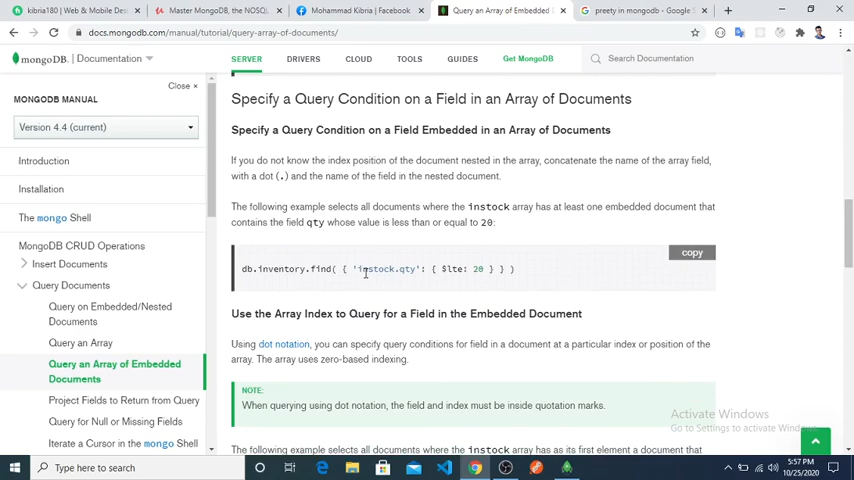 kibria180 | Web & Mobile Desi
Master MongoDB, the NOSQL
Mohammad Kibria | Facebook
Query an Array of Embedded D
preety in mongodb - Google S
docs.mongodb.com/manual/tutorial/query-array-of-documents/
mongoDB. Documentation
SERVER DRIVERS CLOUD TOOLS GUIDES Get MongoDB Search Documentation
Close ×
MONGODB MANUAL
Version 4.4 (current)
Introduction
Installation
The mongo Shell
MongoDB CRUD Operations
Insert Documents
Query Documents
Query on Embedded/Nested
Documents
Query an Array
Query an Array of Embedded
Documents
Project Fields to Return from Query
Query for Null or Missing Fields
Iterate a Cursor in the mongo Shell
Specify a Query Condition on a Field in an Array of Documents
Specify a Query Condition on a Field Embedded in an Array of Documents
If you do not know the index position of the document nested in the array, concatenate the name of the array field,
with a dot (.) and the name of the field in the nested document.
The following example selects all documents where the instock array has at least one embedded document that
contains the field qty whose value is less than or equal to 20:
copy
db.inventory.find( { 'instock.qty': { $lte: 20 } } )
Use the Array Index to Query for a Field in the Embedded Document
Using dot notation, you can specify query conditions for field in a document at a particular index or position of the
array. The array uses zero-based indexing.
NOTE:
When querying using dot notation, the field and index must be inside quotation marks.
The following example selects all documents where the instock array has as its first element a document that
Activate Windows
Go to Settings to activate Windows.
Type here to search
5:57 PM
10/25/2020